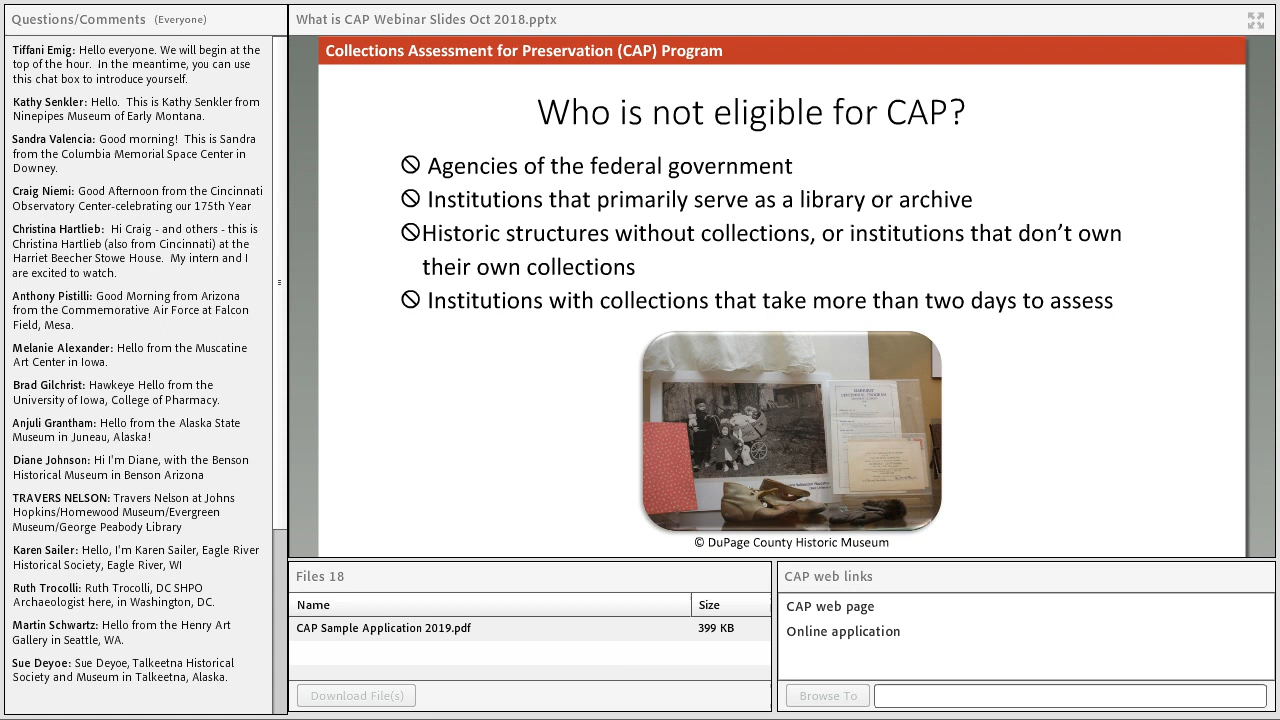 Questions/Comments (Everyone)
Tiffani Emig: Hello everyone. We will begin at the
top of the hour. In the meantime, you can use
this chat box to introduce yourself.
Kathy Senkler: Hello. This is Kathy Senkler from
Ninepipes Museum of Early Montana.
Sandra Valencia: Good morning! This is Sandra
from the Columbia Memorial Space Center in
Downey.
Craig Niemi: Good Afternoon from the Cincinnati
Observatory Center-celebrating our 175th Year
Christina Hartlieb: Hi Craig - and others - this is
Christina Hartlieb (also from Cincinnati) at the
Harriet Beecher Stowe House. My intern and I
are excited to watch.
Anthony Pistilli: Good Morning from Arizona
from the Commemorative Air Force at Falcon
Field, Mesa.
Melanie Alexander: Hello from the Muscatine
Art Center in Iowa.
Brad Gilchrist: Hawkeye Hello from the
University of Iowa, College of Pharmacy.
Anjuli Grantham: Hello from the Alaska State
Museum in Juneau, Alaska!
Diane Johnson: Hi I'm Diane, with the Benson
Historical Museum in Benson Arizona
TRAVERS NELSON: Travers Nelson at Johns
Hopkins/Homewood Museum/Evergreen
Museum/George Peabody Library
Karen Sailer: Hello, I'm Karen Sailer, Eagle River
Historical Society, Eagle River, WI
Ruth Trocolli: Ruth Trocolli, DC SHPO
Archaeologist here, in Washington, DC.
Martin Schwartz: Hello from the Henry Art
Gallery in Seattle, WA.
Sue Deyoe: Sue Deyoe, Talkeetna Historical
Society and Museum in Talkeetna, Alaska.
What is CAP Webinar Slides Oct 2018.pptx
Collections Assessment for Preservation (CAP) Program
Who is not eligible for CAP?
Agencies of the federal government
Institutions that primarily serve as a library or archive
Historic structures without collections, or institutions that don't own
their own collections
Institutions with collections that take more than two days to assess
© DuPage County Historic Museum
Files 18
Name Size
CAP Sample Application 2019.pdf 399 KB
Download File(s)
CAP web links
CAP web page
Online application
Browse To